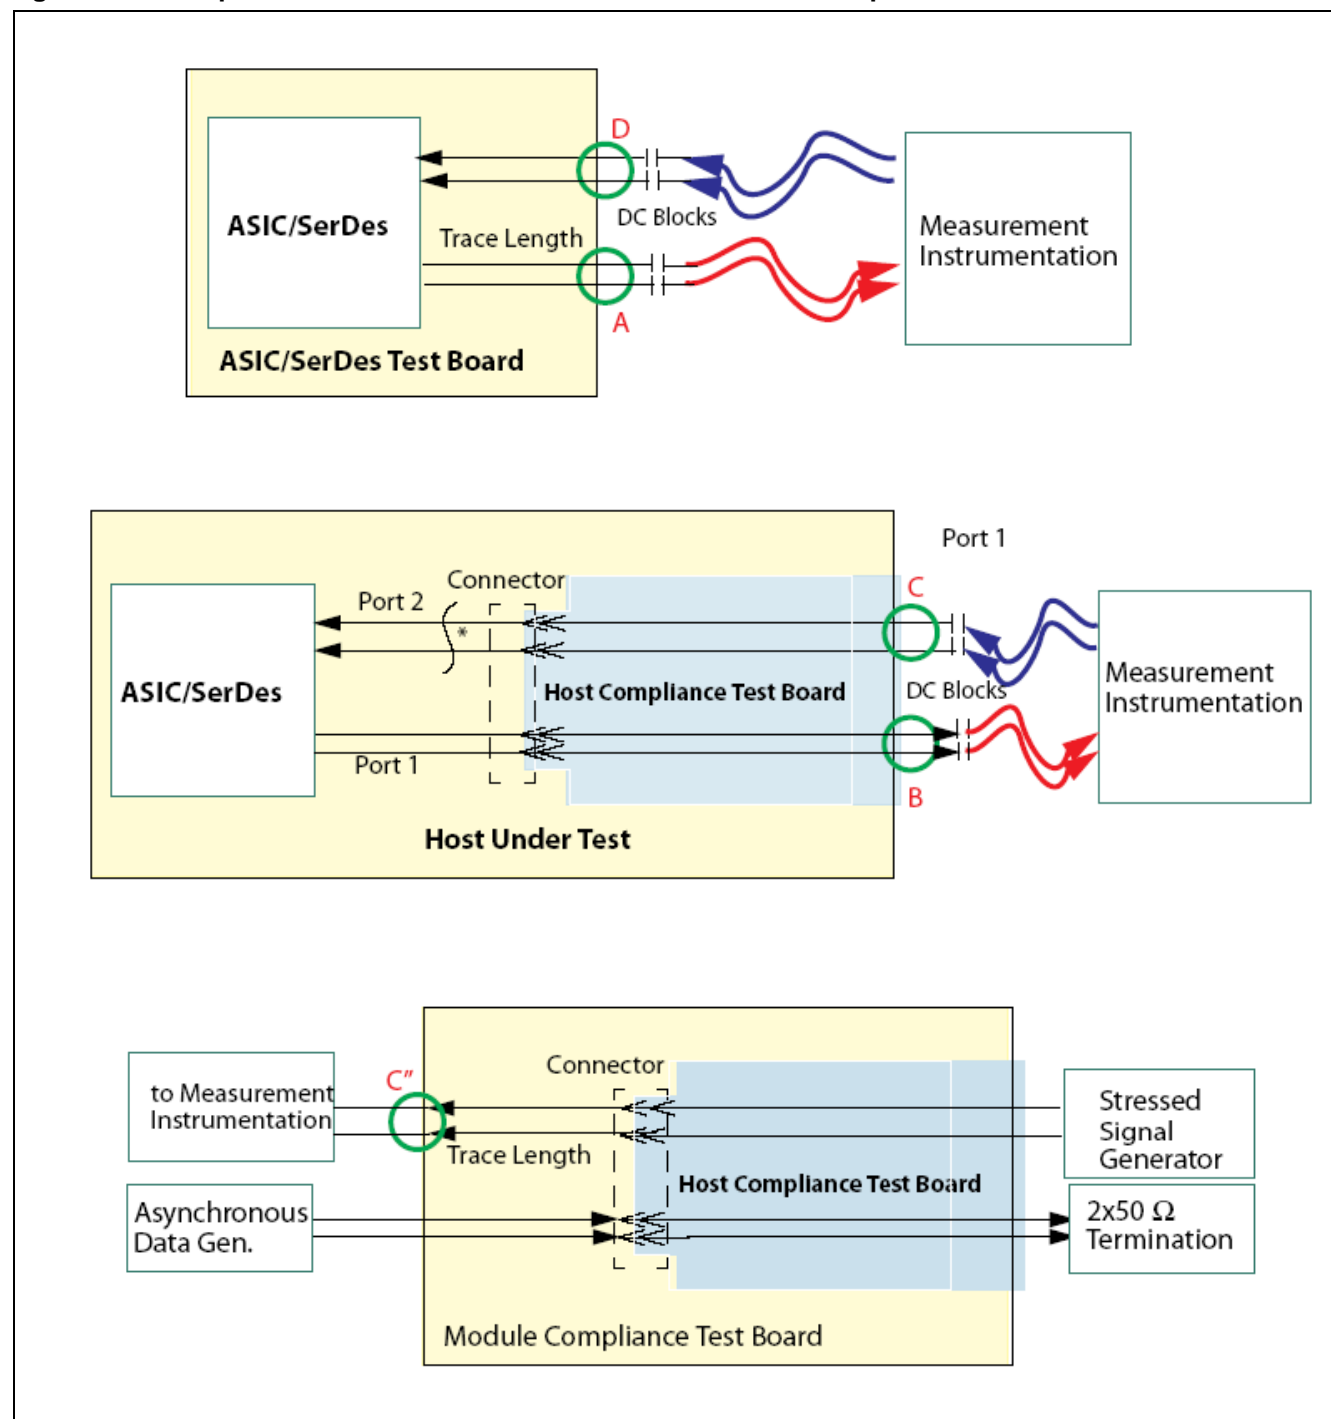 D
ASIC/SerDes
DC Blocks
Trace Length
Measurement
Instrumentation
A
ASIC/SerDes Test Board
Port 1
Connector
C
Port 2
*
ASIC/SerDes
Host Compliance Test Board
DC Blocks
Measurement
Instrumentation
Port 1
B
Host Under Test
Connector
C″
to Measurement
Instrumentation
Stressed
Signal
Generator
Trace Length
Host Compliance Test Board
Asynchronous
Data Gen.
2x50 Ω
Termination
Module Compliance Test Board